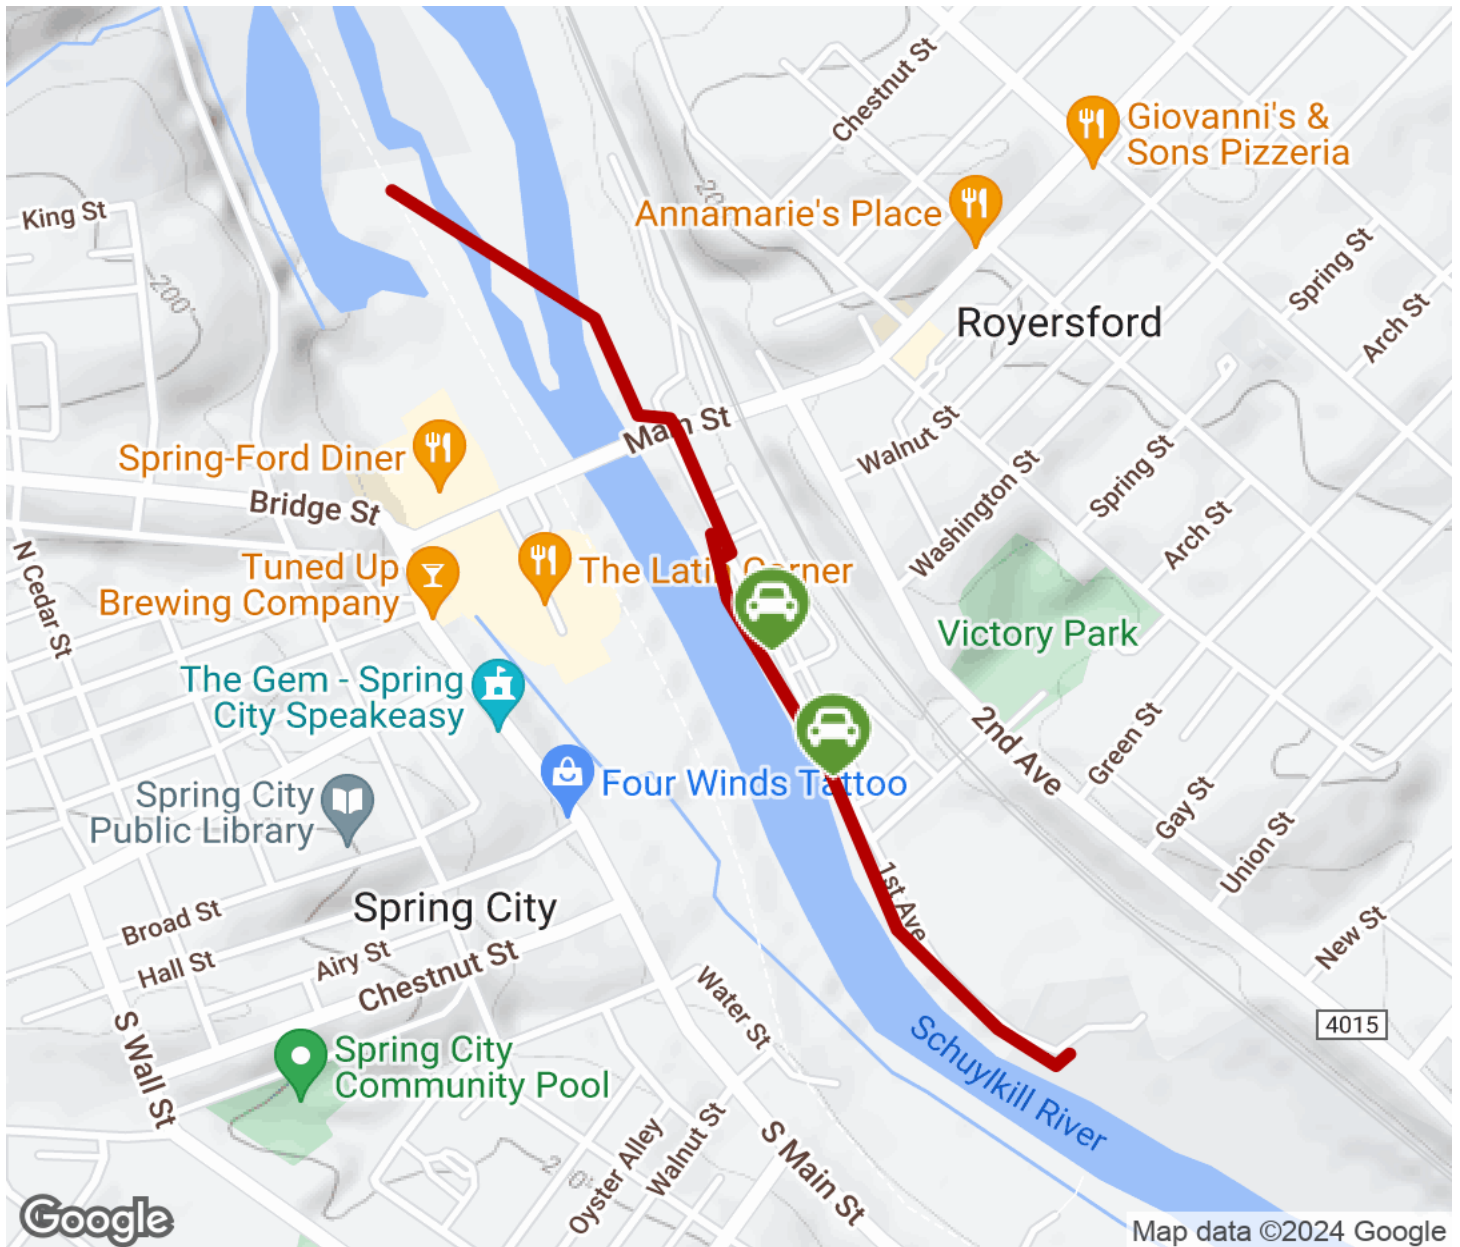 Chestnut St
Giovanni's &
Sons Pizzeria
King St
Annamarie's Place
200'
Spring St
Arch St
Royersford
Main St
Walnut St
Spring-Ford Diner
Bridge St
Washington St
Spring St
Arch St
N Cedar St
Tuned Up
Brewing Company
The Latin Corner
Victory Park
The Gem - Spring
City Speakeasy
2nd Ave
Green St
Four Winds Tattoo
Spring City
Public Library
Gay St
Union St
1st Ave
Broad St
Spring City
Hall St
Airy St
Chestnut St
New St
Water St
4015
S Wall St
Spring City
Community Pool
Schuylkill River
Oyster Alley
Walnut St
S Main St
Google
Map data ©2024 Google